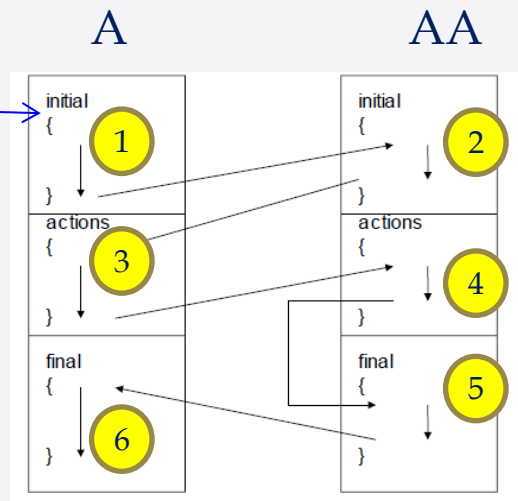 A
AA
initial
{
1
}
actions
{
3
}
final
{
6
}
initial
{
2
}
actions
{
4
}
final
{
5
}